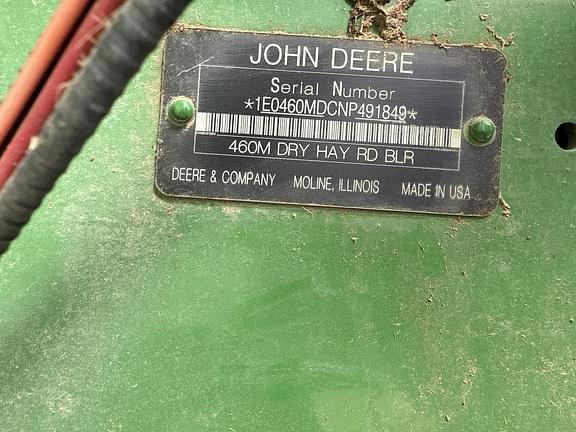 JOHN DEERE
Serial Number
*1E0460MDCNP491849*
460M DRY HAY RD BLR
DEERE & COMPANY MOLINE, ILLINOIS MADE IN USA